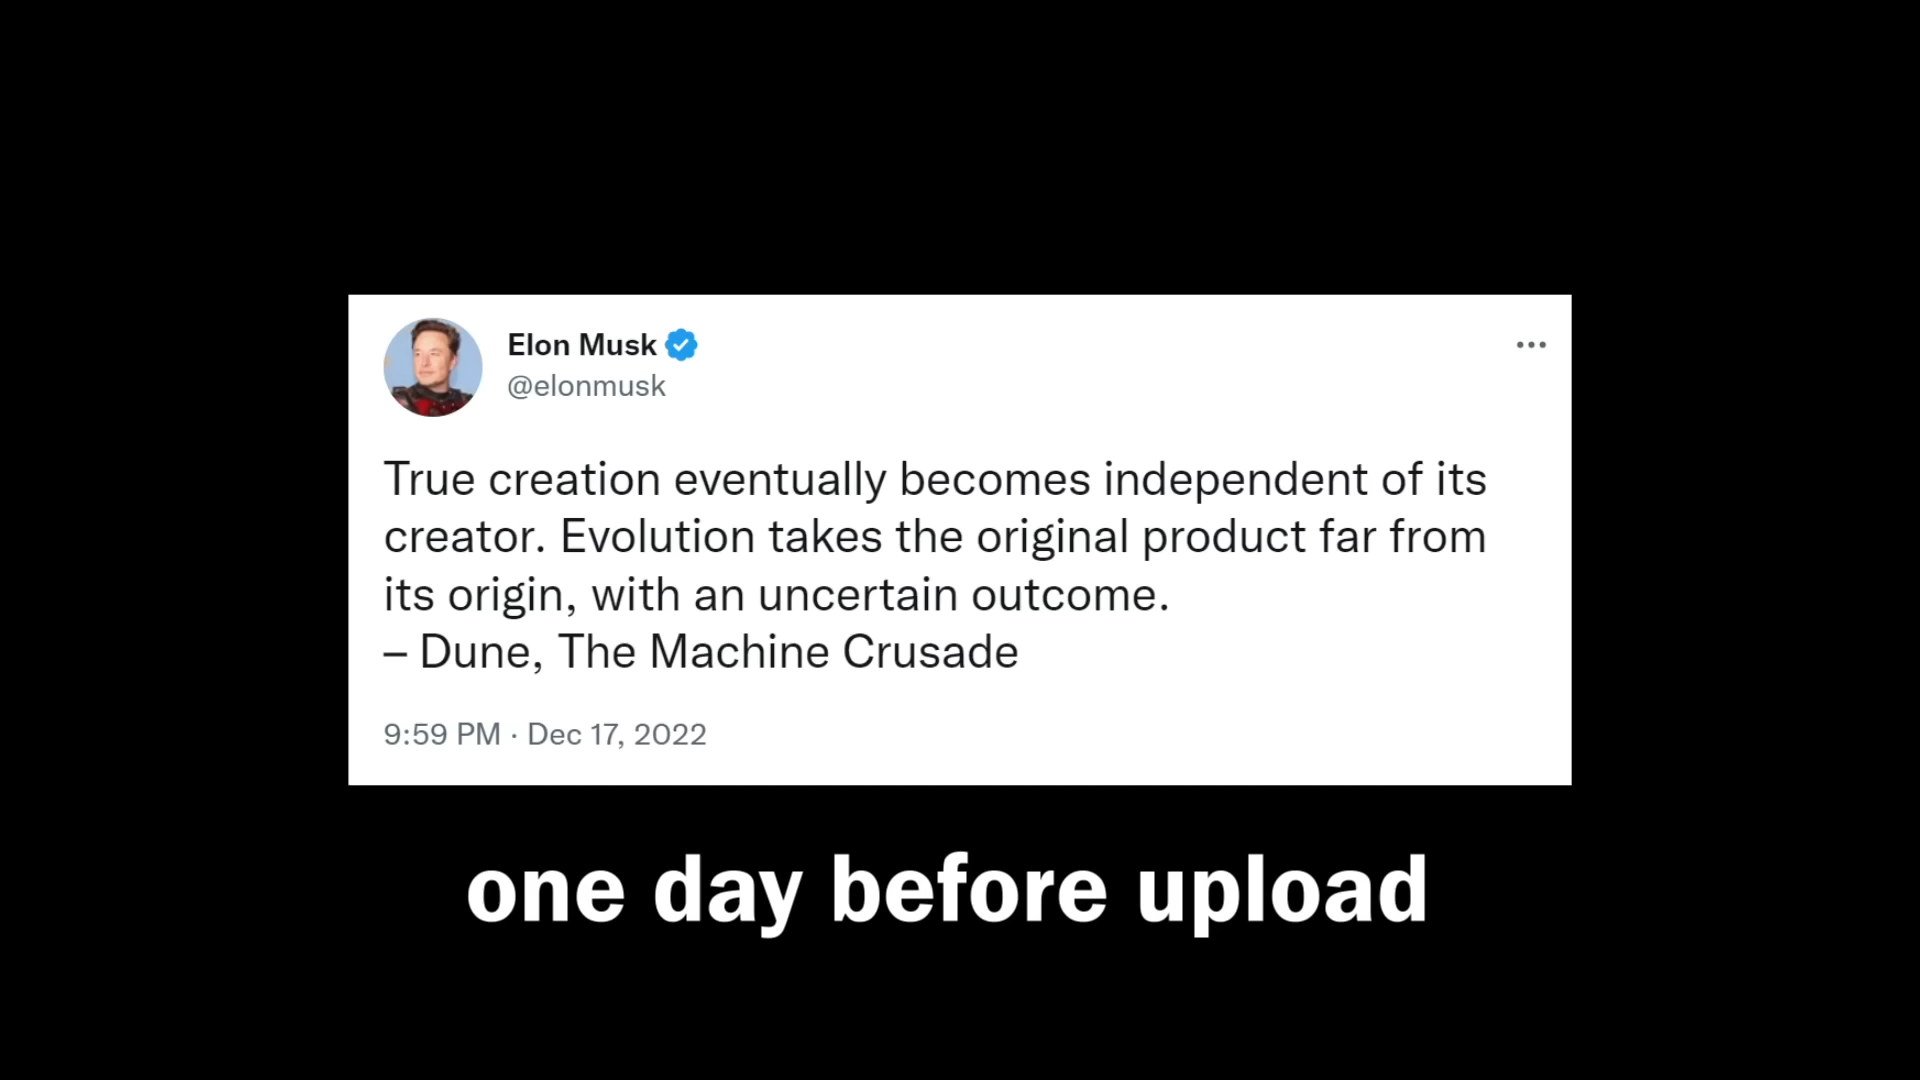 Elon Musk
@elonmusk
True creation eventually becomes independent of its
creator. Evolution takes the original product far from
its origin, with an uncertain outcome.
– Dune, The Machine Crusade
9:59 PM · Dec 17, 2022
one day before upload